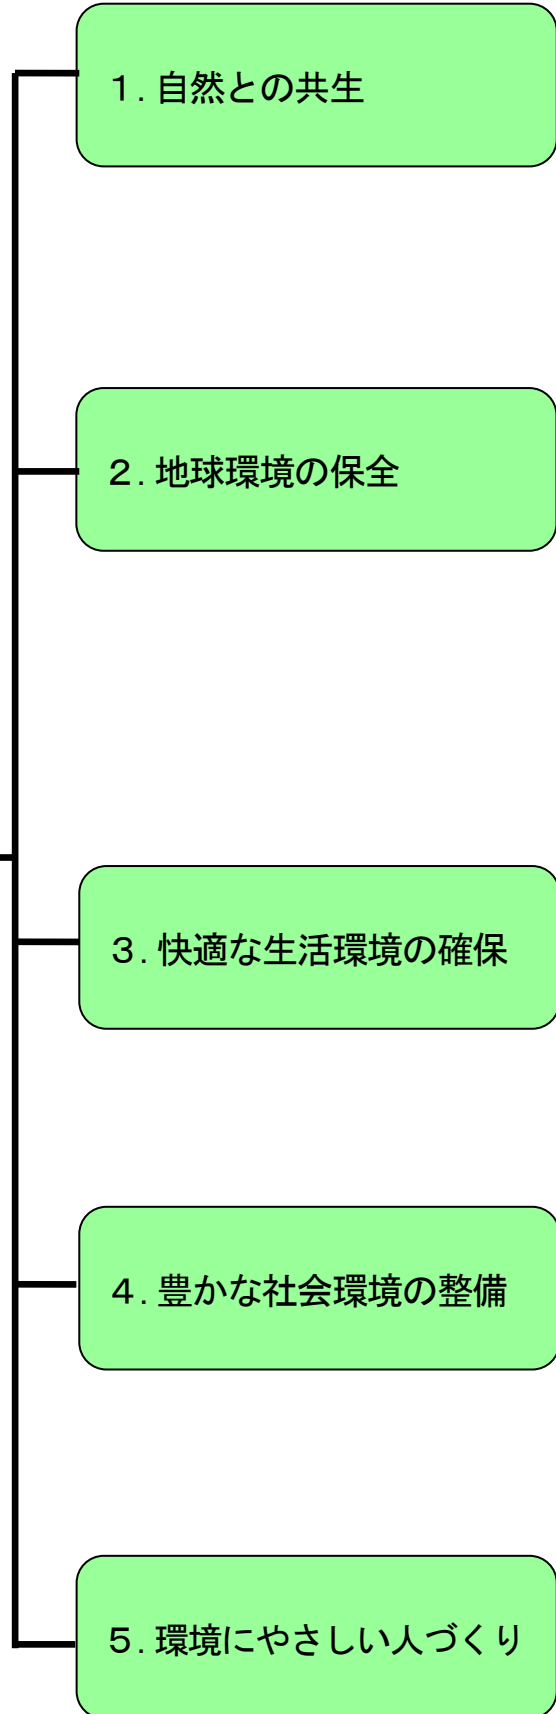 １. 自然との共生
２. 地球環境の保全
３. 快適な生活環境の確保
４. 豊かな社会環境の整備
５. 環境にやさしい人づくり